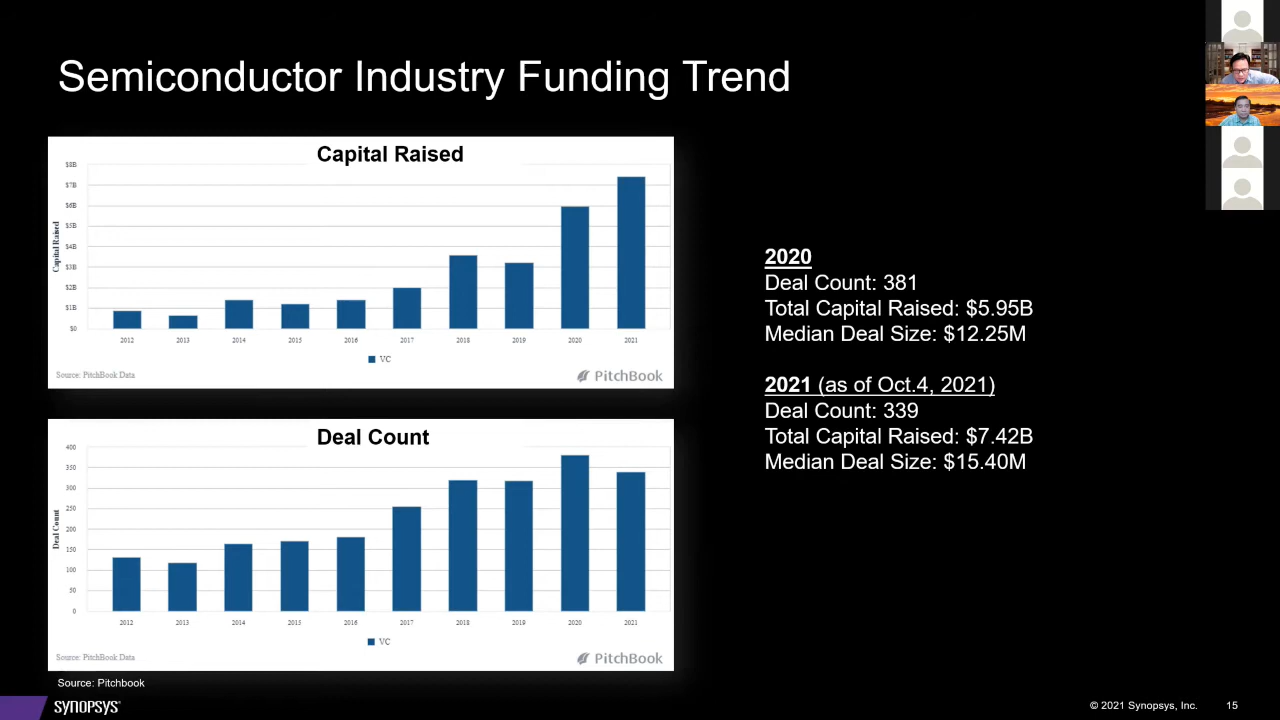 Semiconductor Industry Funding Trend
Capital Raised
$8B
$7B
$6B
$5B
$4B
$3B
$2B
$1B
$0
Capital Raised
2012 2013 2014 2015 2016 2017 2018 2019 2020 2021
VC
Source: PitchBook Data
PitchBook
Deal Count
400
350
300
250
200
150
100
50
0
Deal Count
2012 2013 2014 2015 2016 2017 2018 2019 2020 2021
VC
Source: PitchBook Data
PitchBook
Source: Pitchbook
2020
Deal Count: 381
Total Capital Raised: $5.95B
Median Deal Size: $12.25M
2021 (as of Oct.4, 2021)
Deal Count: 339
Total Capital Raised: $7.42B
Median Deal Size: $15.40M
SYNOPSYS®
© 2021 Synopsys, Inc. 15